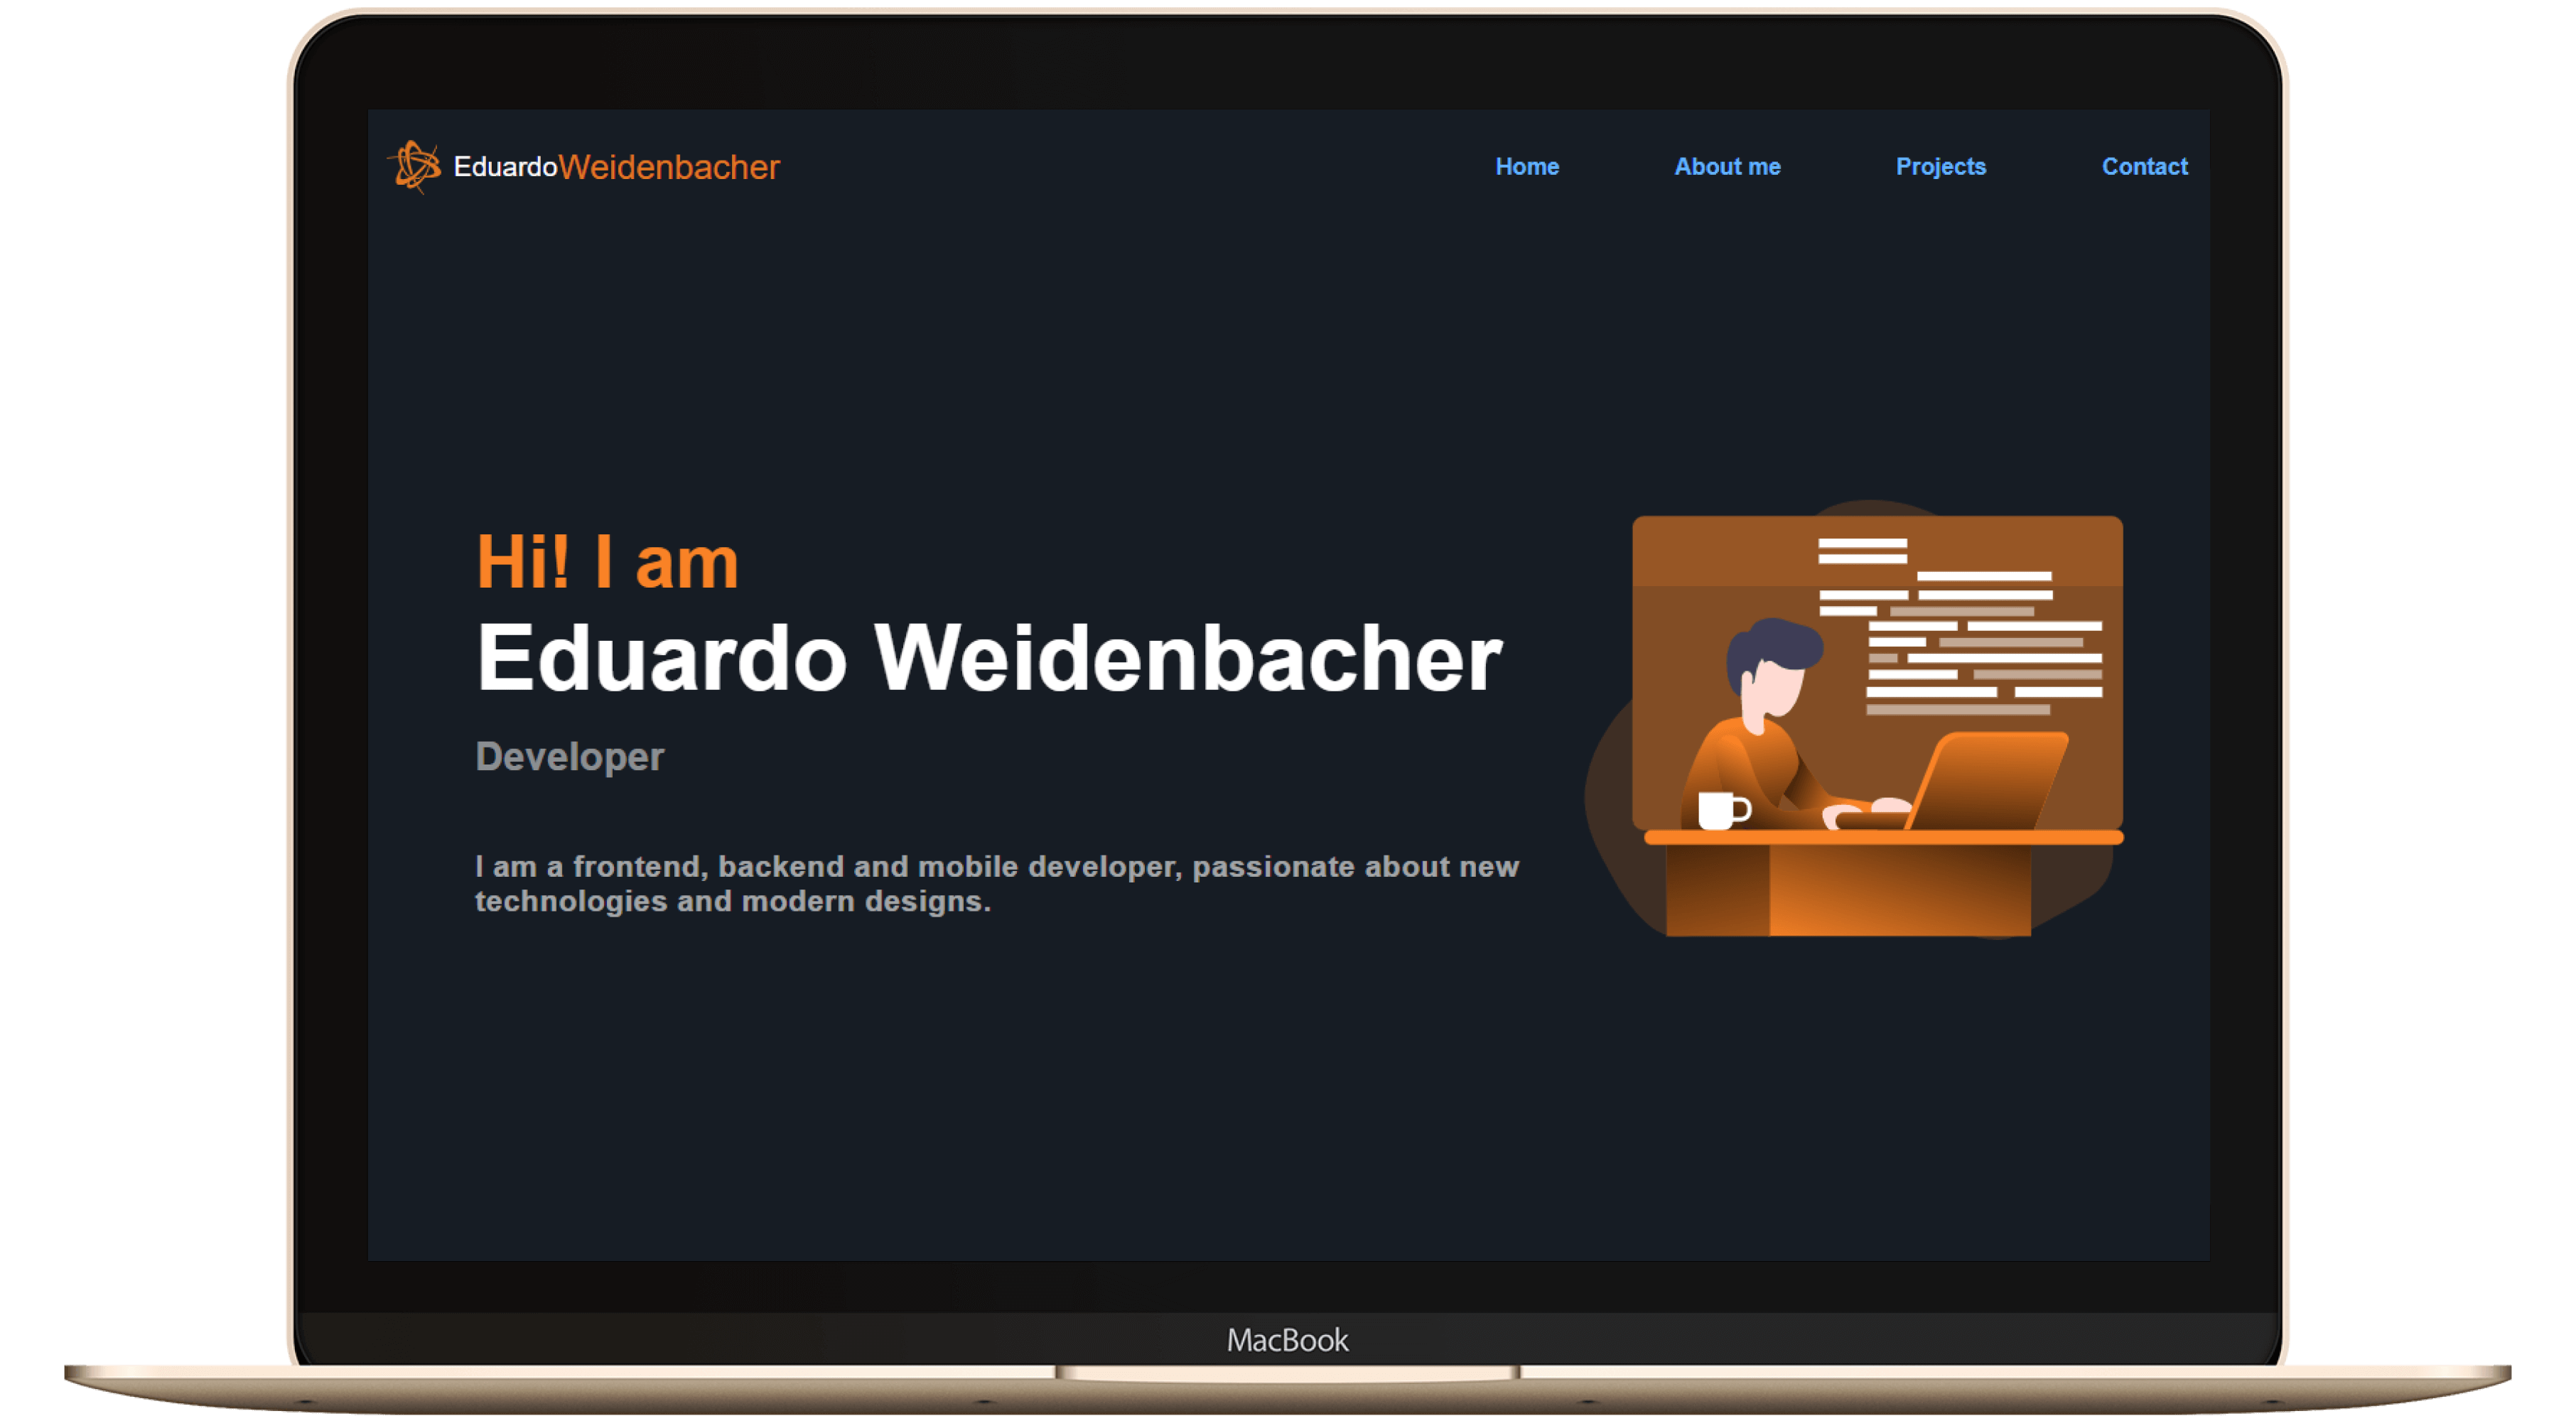 EduardoWeidenbacher
Home About me Projects Contact
Hi! I am
Eduardo Weidenbacher
Developer
I am a frontend, backend and mobile developer, passionate about new
technologies and modern designs.
MacBook